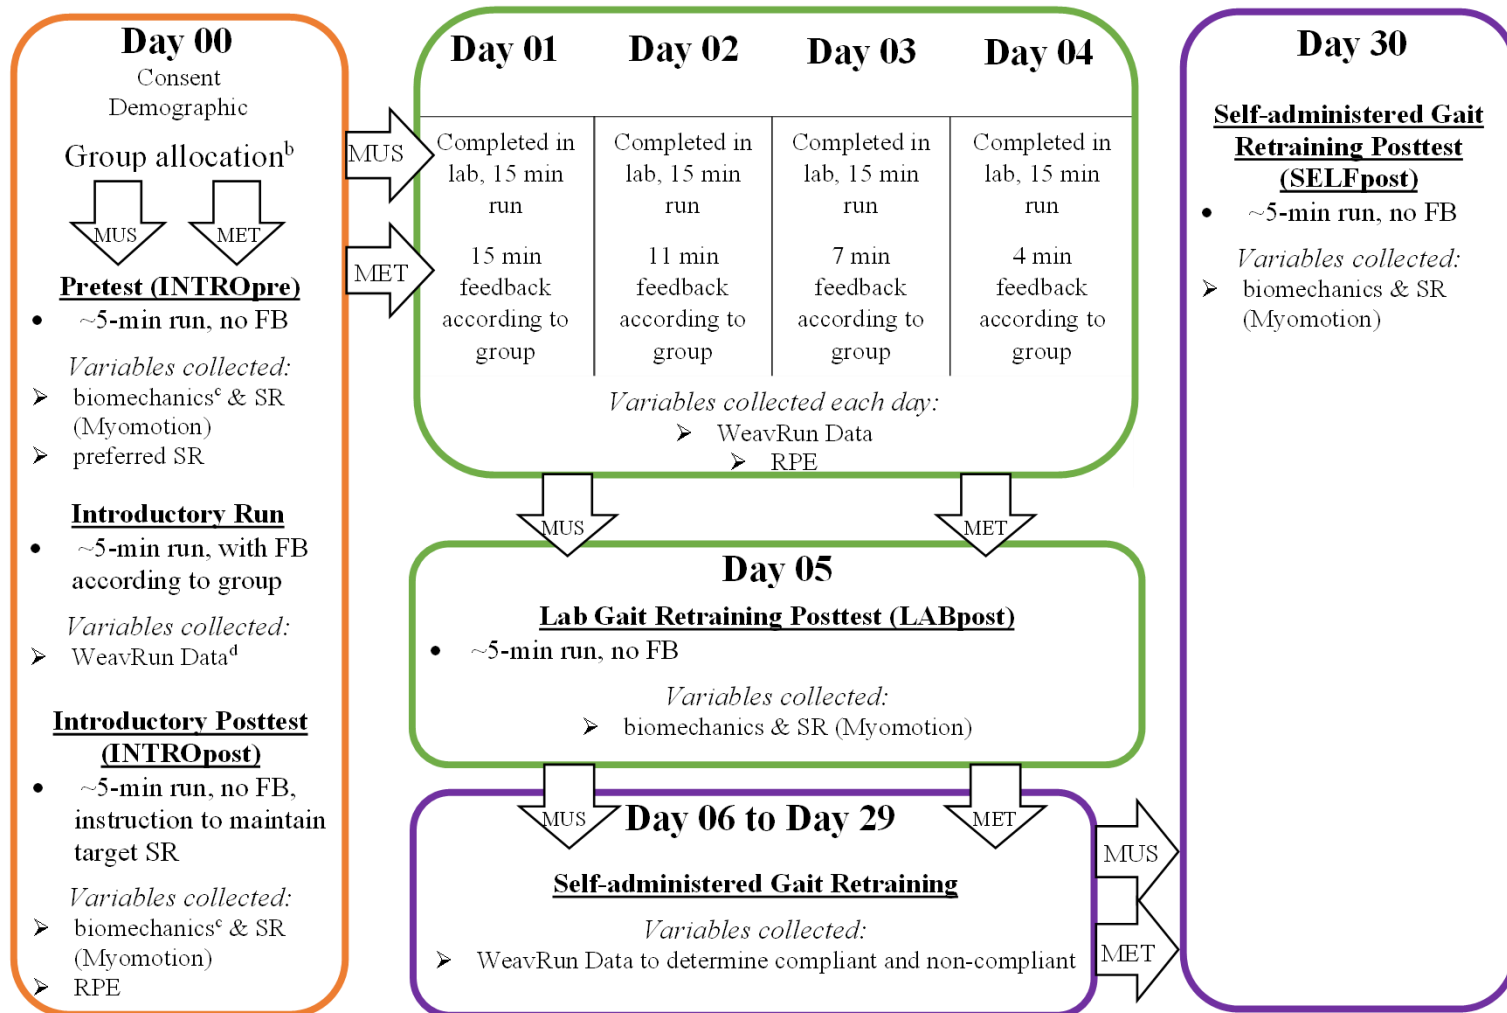 Day 00
Consent
Demographic
Group allocationᵇ
MUS
MET
Pretest (INTROpre)
• ~5-min run, no FB
Variables collected:
➢ biomechanicsᶜ & SR
(Myomotion)
➢ preferred SR
Introductory Run
• ~5-min run, with FB
according to group
Variables collected:
➢ WeavRun Dataᵈ
Introductory Posttest
(INTROpost)
• ~5-min run, no FB,
instruction to maintain
target SR
Variables collected:
➢ biomechanicsᶜ & SR
(Myomotion)
➢ RPE
MUS
MET
Day 01
Completed in
lab, 15 min
run
15 min
feedback
according to
group
Day 02
Completed in
lab, 15 min
run
11 min
feedback
according to
group
Day 03
Completed in
lab, 15 min
run
7 min
feedback
according to
group
Day 04
Completed in
lab, 15 min
run
4 min
feedback
according to
group
Variables collected each day:
➢ WeavRun Data
➢ RPE
MUS
MET
Day 05
Lab Gait Retraining Posttest (LABpost)
• ~5-min run, no FB
Variables collected:
➢ biomechanics & SR (Myomotion)
MUS
MET
Day 06 to Day 29
Self-administered Gait Retraining
Variables collected:
➢ WeavRun Data to determine compliant and non-compliant
MUS
MET
Day 30
Self-administered Gait
Retraining Posttest
(SELFpost)
• ~5-min run, no FB
Variables collected:
➢ biomechanics & SR
(Myomotion)